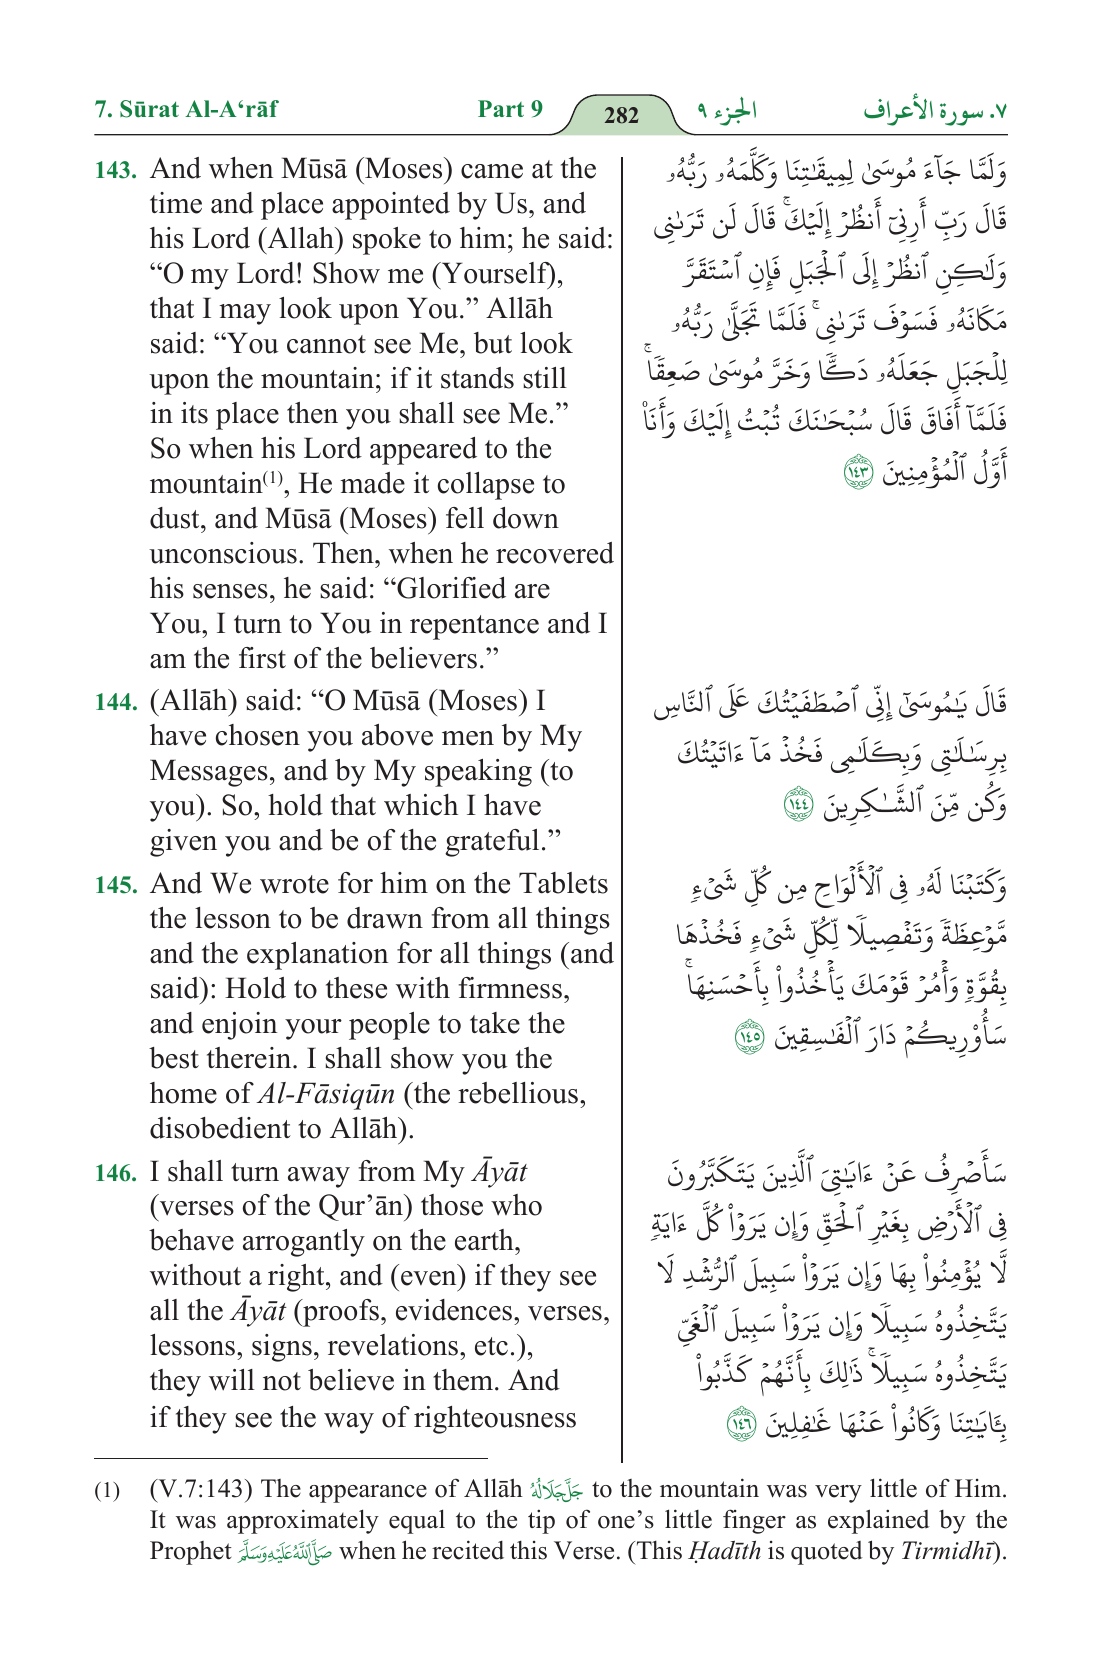 7. Sūrat Al-A‘rāf
Part 9
282
الجزء ٩
٧. سورة الأعراف
143. And when Mūsā (Moses) came at the
time and place appointed by Us, and
his Lord (Allah) spoke to him; he said:
“O my Lord! Show me (Yourself),
that I may look upon You.” Allāh
said: “You cannot see Me, but look
upon the mountain; if it stands still
in its place then you shall see Me.”
So when his Lord appeared to the
mountain(1), He made it collapse to
dust, and Mūsā (Moses) fell down
unconscious. Then, when he recovered
his senses, he said: “Glorified are
You, I turn to You in repentance and I
am the first of the believers.”
144. (Allāh) said: “O Mūsā (Moses) I
have chosen you above men by My
Messages, and by My speaking (to
you). So, hold that which I have
given you and be of the grateful.”
145. And We wrote for him on the Tablets
the lesson to be drawn from all things
and the explanation for all things (and
said): Hold to these with firmness,
and enjoin your people to take the
best therein. I shall show you the
home of Al-Fāsiqūn (the rebellious,
disobedient to Allāh).
146. I shall turn away from My Āyāt
(verses of the Qur’ān) those who
behave arrogantly on the earth,
without a right, and (even) if they see
all the Āyāt (proofs, evidences, verses,
lessons, signs, revelations, etc.),
they will not believe in them. And
if they see the way of righteousness
وَلَمَّا جَآءَ مُوسَىٰ لِمِيقَـٰتِنَا وَكَلَّمَهُۥ رَبُّهُۥ
قَالَ رَبِّ أَرِنِىٓ أَنظُرْ إِلَيْكَ ۚ قَالَ لَن تَرَىٰنِى
وَلَـٰكِنِ ٱنظُرْ إِلَى ٱلْجَبَلِ فَإِنِ ٱسْتَقَرَّ
مَكَانَهُۥ فَسَوْفَ تَرَىٰنِى ۚ فَلَمَّا تَجَلَّىٰ رَبُّهُۥ
لِلْجَبَلِ جَعَلَهُۥ دَكًّا وَخَرَّ مُوسَىٰ صَعِقًا ۚ
فَلَمَّآ أَفَاقَ قَالَ سُبْحَـٰنَكَ تُبْتُ إِلَيْكَ وَأَنَا۠
أَوَّلُ ٱلْمُؤْمِنِينَ ١٤٣
قَالَ يَـٰمُوسَىٰٓ إِنِّى ٱصْطَفَيْتُكَ عَلَى ٱلنَّاسِ
بِرِسَـٰلَـٰتِى وَبِكَلَـٰمِى فَخُذْ مَآ ءَاتَيْتُكَ
وَكُن مِّنَ ٱلشَّـٰكِرِينَ ١٤٤
وَكَتَبْنَا لَهُۥ فِى ٱلْأَلْوَاحِ مِن كُلِّ شَىْءٍ
مَّوْعِظَةً وَتَفْصِيلًا لِّكُلِّ شَىْءٍ فَخُذْهَا
بِقُوَّةٍ وَأْمُرْ قَوْمَكَ يَأْخُذُوا۟ بِأَحْسَنِهَا ۚ
سَأُو۟رِيكُمْ دَارَ ٱلْفَـٰسِقِينَ ١٤٥
سَأَصْرِفُ عَنْ ءَايَـٰتِىَ ٱلَّذِينَ يَتَكَبَّرُونَ
فِى ٱلْأَرْضِ بِغَيْرِ ٱلْحَقِّ وَإِن يَرَوْا۟ كُلَّ ءَايَةٍ
لَّا يُؤْمِنُوا۟ بِهَا وَإِن يَرَوْا۟ سَبِيلَ ٱلرُّشْدِ لَا
يَتَّخِذُوهُ سَبِيلًا وَإِن يَرَوْا۟ سَبِيلَ ٱلْغَىِّ
يَتَّخِذُوهُ سَبِيلًا ۚ ذَٰلِكَ بِأَنَّهُمْ كَذَّبُوا۟
بِـَٔايَـٰتِنَا وَكَانُوا۟ عَنْهَا غَـٰفِلِينَ ١٤٦
(1) (V.7:143) The appearance of Allāh جَلَّ جَلَالُهُ to the mountain was very little of Him.
It was approximately equal to the tip of one’s little finger as explained by the
Prophet صَلَّى اللَّهُ عَلَيْهِ وَسَلَّمَ when he recited this Verse. (This Ḥadīth is quoted by Tirmidhī).